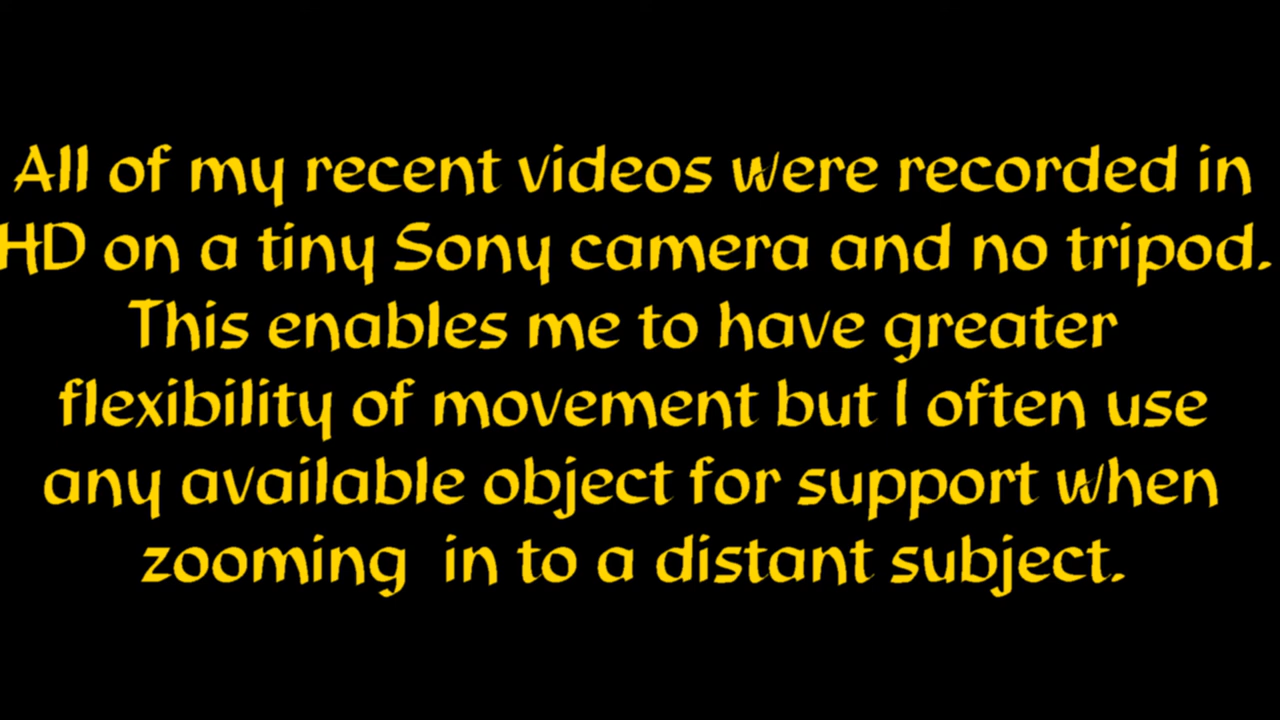 All of my recent videos were recorded in
HD on a tiny Sony camera and no tripod.
This enables me to have greater
flexibility of movement but I often use
any available object for support when
zooming  in to a distant subject.